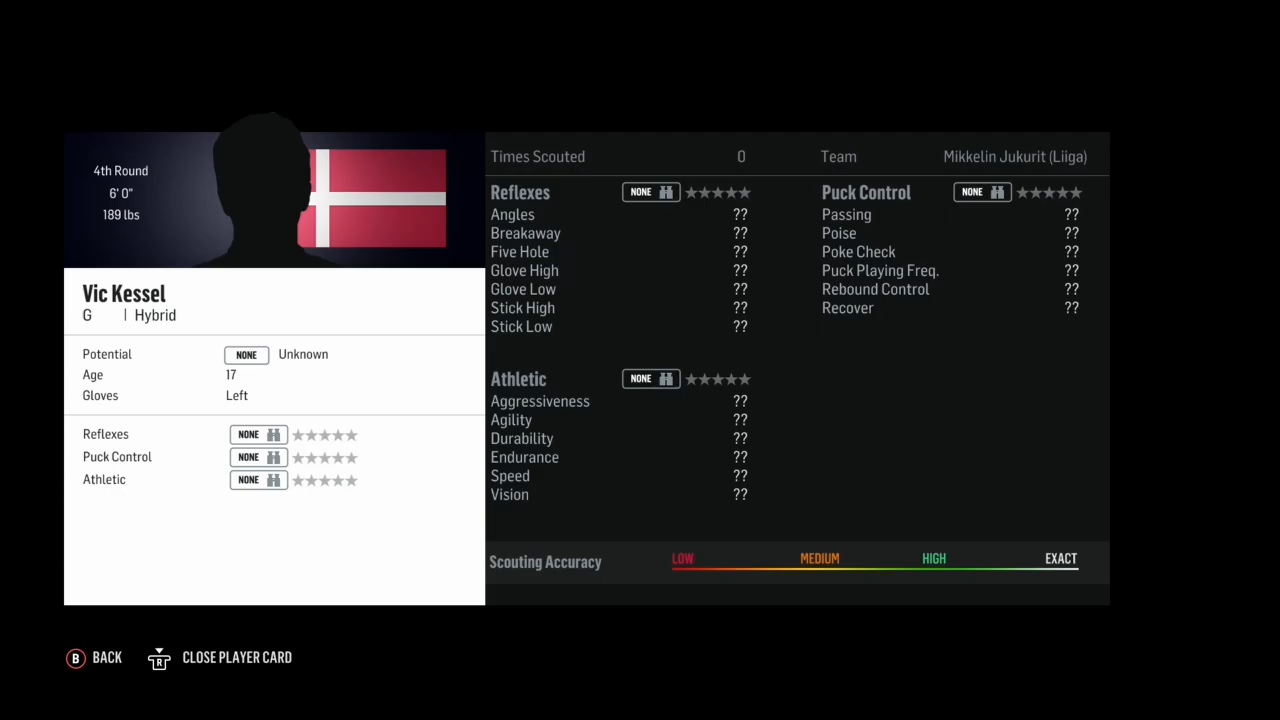 4th Round
6' 0"
189 lbs
Vic Kessel
G | Hybrid
Potential NONE Unknown
Age 17
Gloves Left
Reflexes NONE
Puck Control NONE
Athletic NONE
Times Scouted 0
Team Mikkelin Jukurit (Liiga)
Reflexes NONE
Angles ??
Breakaway ??
Five Hole ??
Glove High ??
Glove Low ??
Stick High ??
Stick Low ??
Puck Control NONE
Passing ??
Poise ??
Poke Check ??
Puck Playing Freq. ??
Rebound Control ??
Recover ??
Athletic NONE
Aggressiveness ??
Agility ??
Durability ??
Endurance ??
Speed ??
Vision ??
Scouting Accuracy LOW MEDIUM HIGH EXACT
B BACK R CLOSE PLAYER CARD